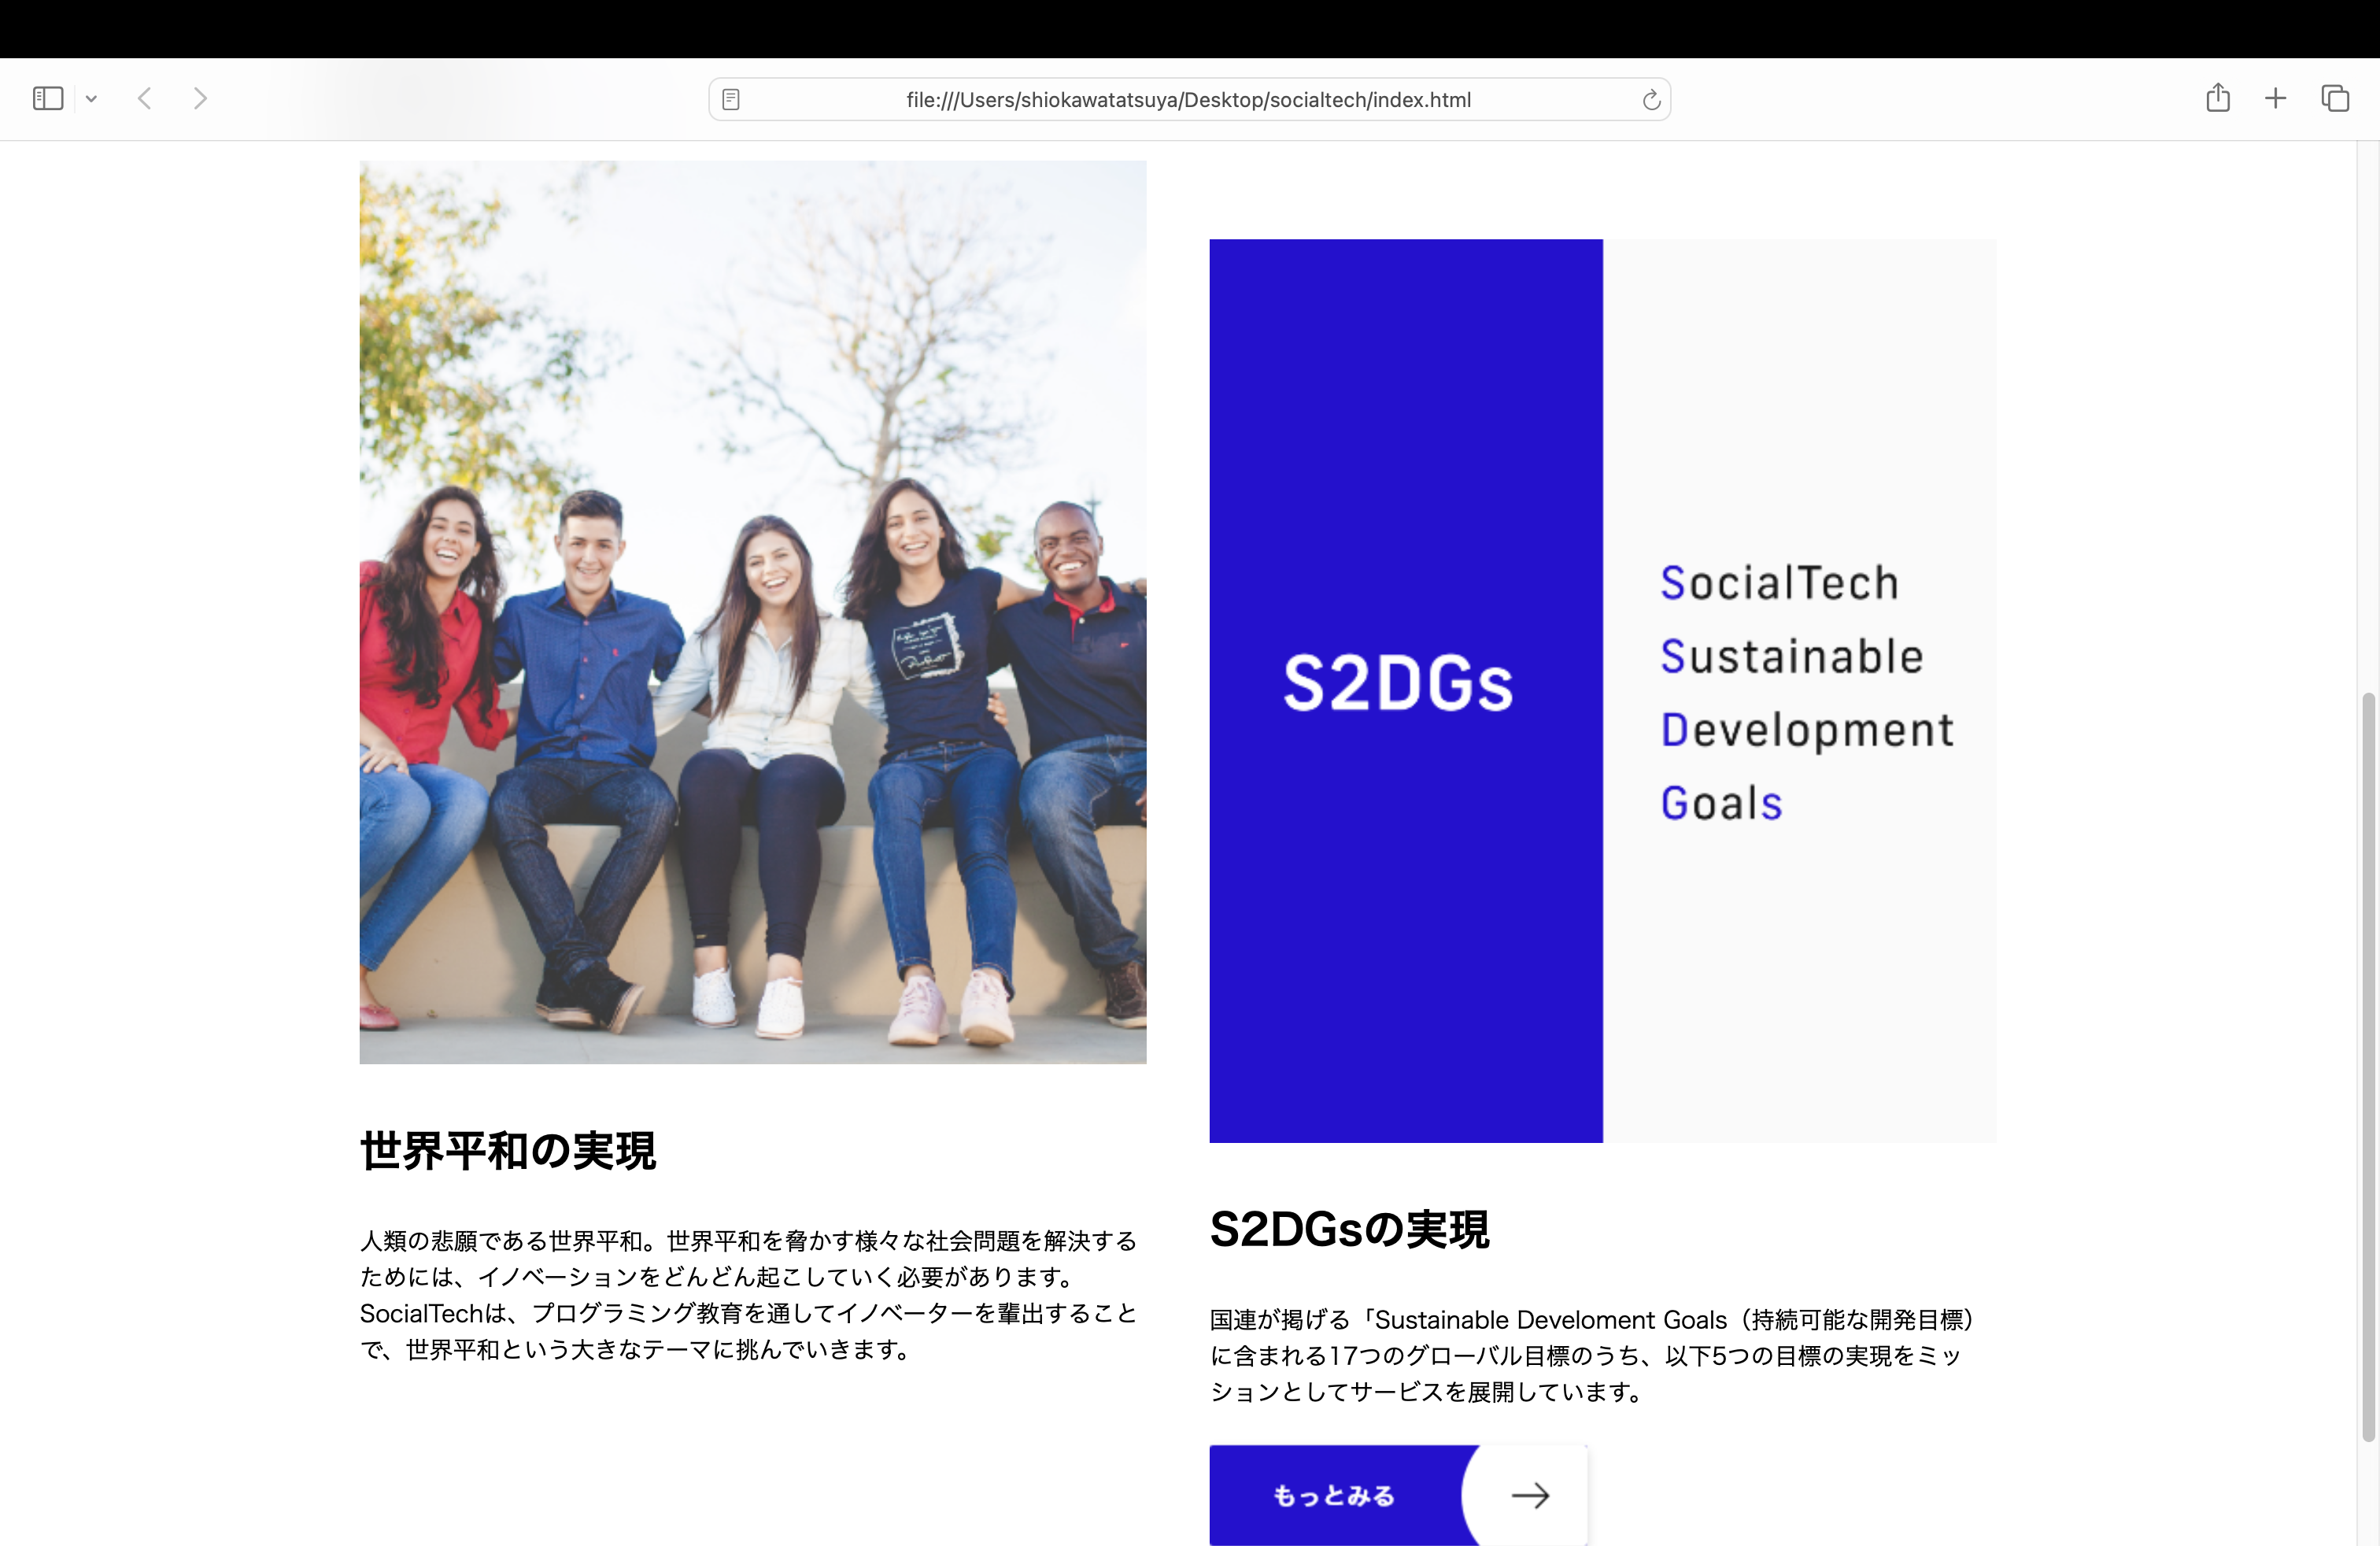 file:///Users/shiokawatatsuya/Desktop/socialtech/index.html
S2DGs
SocialTech
Sustainable
Development
Goals
世界平和の実現
人類の悲願である世界平和。世界平和を脅かす様々な社会問題を解決する
ためには、イノベーションをどんどん起こしていく必要があります。
SocialTechは、プログラミング教育を通してイノベーターを輩出すること
で、世界平和という大きなテーマに挑んでいきます。
S2DGsの実現
国連が掲げる「Sustainable Develoment Goals（持続可能な開発目標）
に含まれる17つのグローバル目標のうち、以下5つの目標の実現をミッ
ションとしてサービスを展開しています。
もっとみる